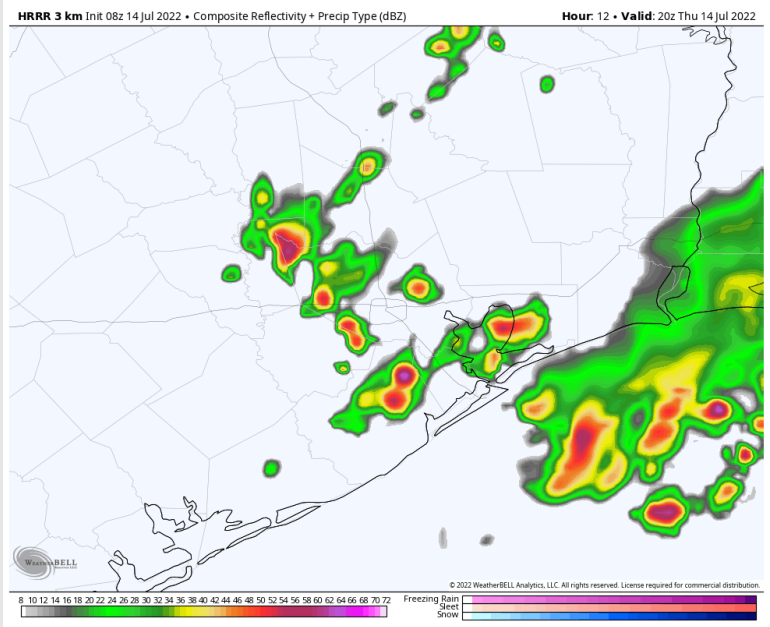 HRRR 3 km Init 08z 14 Jul 2022 • Composite Reflectivity + Precip Type (dBZ)
Hour: 12 • Valid: 20z Thu 14 Jul 2022
WEATHERBELL
© 2022 WeatherBELL Analytics, LLC. All rights reserved. License required for commercial distribution.
8 10 12 14 16 18 20 22 24 26 28 30 32 34 36 38 40 42 44 46 48 50 52 54 56 58 60 62 64 66 68 70 72
Freezing Rain
Sleet
Snow